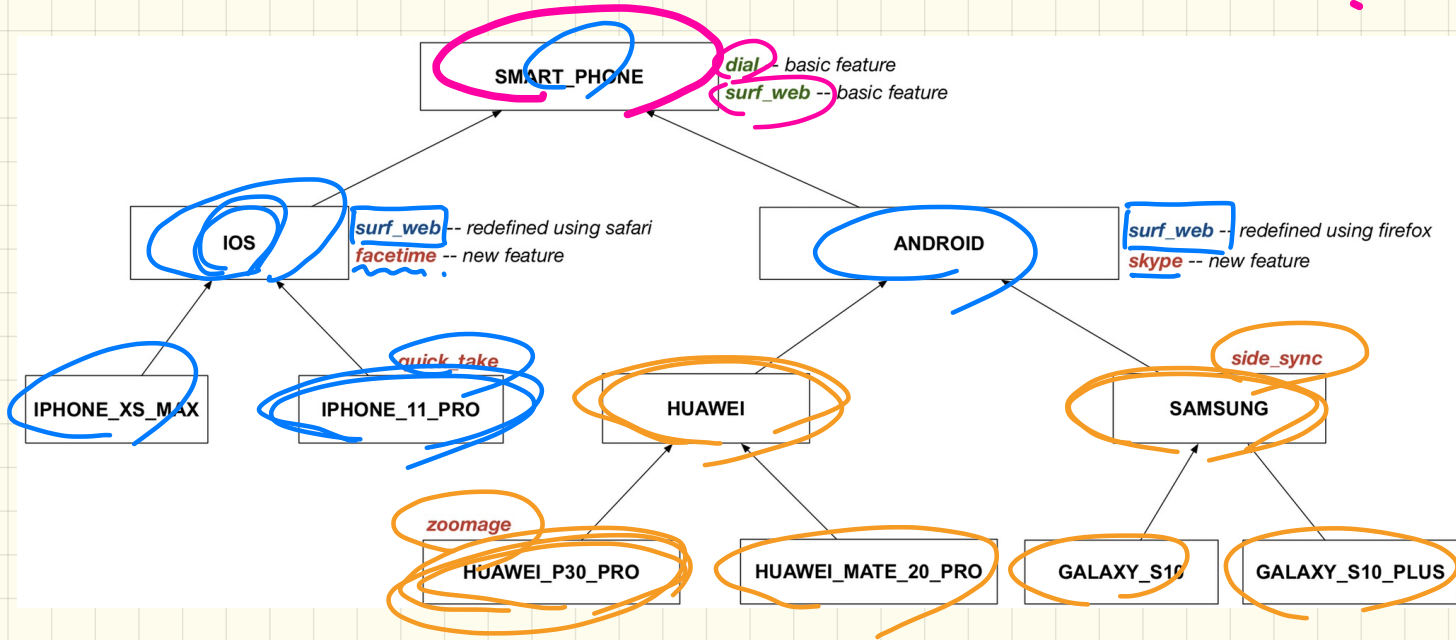 SMART_PHONE
dial -- basic feature
surf_web -- basic feature
IOS
surf_web -- redefined using safari
facetime -- new feature
ANDROID
surf_web -- redefined using firefox
skype -- new feature
quick_take
side_sync
IPHONE_XS_MAX
IPHONE_11_PRO
HUAWEI
SAMSUNG
zoomage
HUAWEI_P30_PRO
HUAWEI_MATE_20_PRO
GALAXY_S10
GALAXY_S10_PLUS